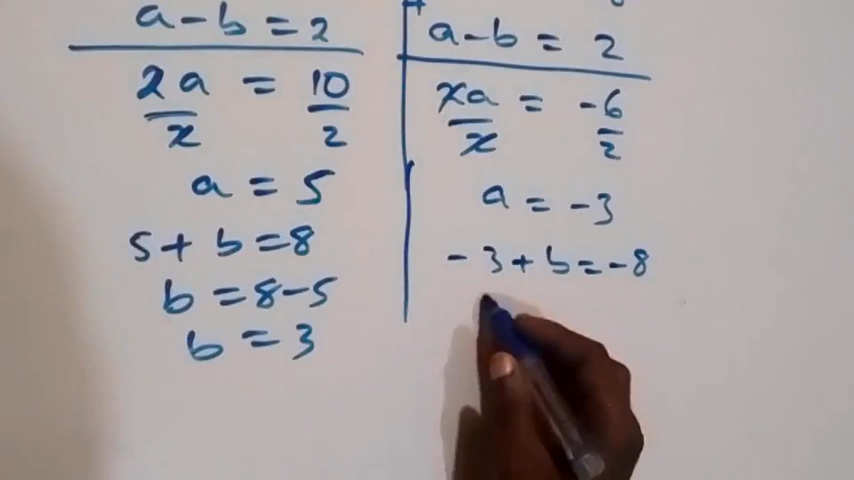 a-b=2
2a/2 = 10/2
a = 5
5+ b=8
b =8-5
b = 3
a-b = 2
2a/2 = -6/2
a = -3
-3+b=-8